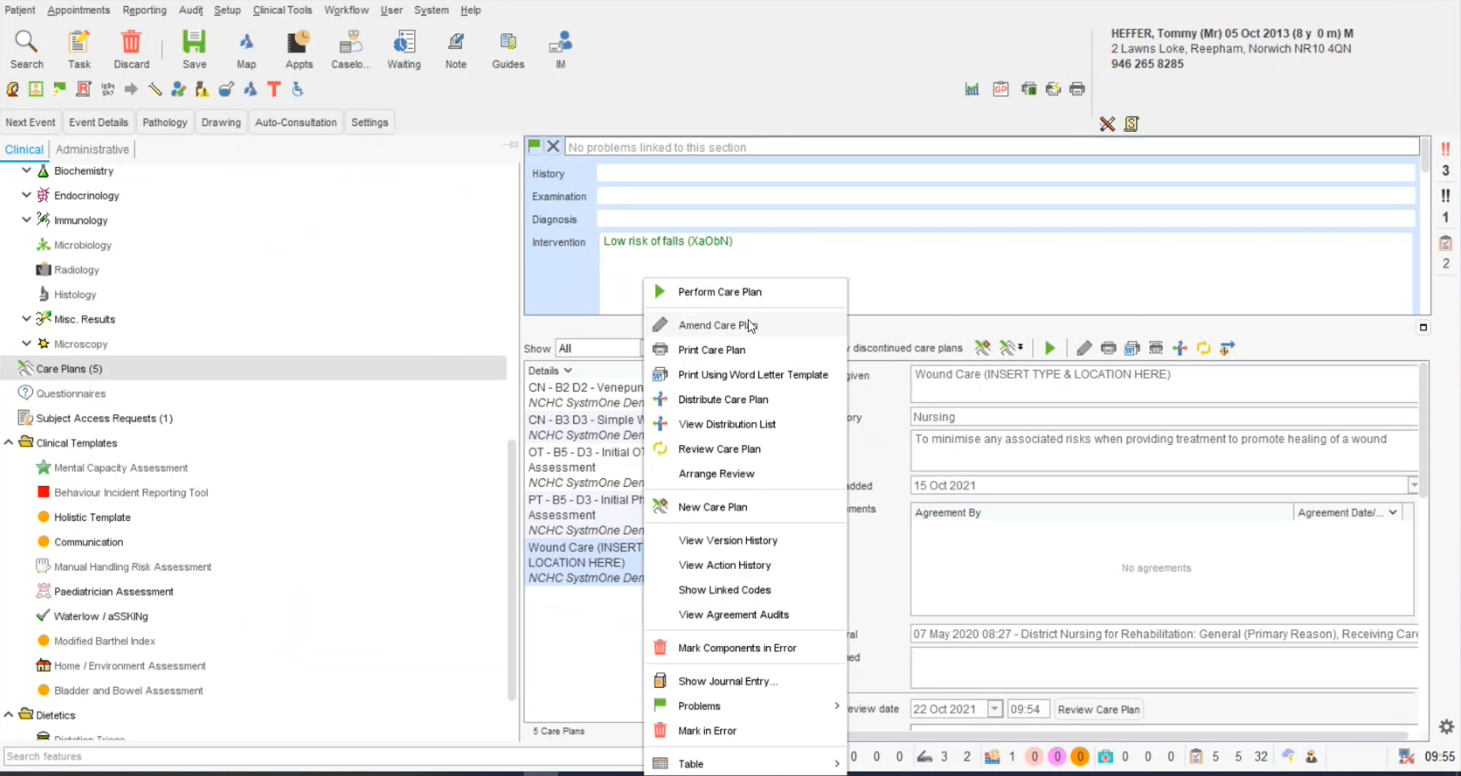 Patient Appointments Reporting Audit Setup Clinical Tools Workflow User System Help
Search Task Discard Save Map Appts Caselo... Waiting Note Guides IM
HEFFER, Tommy (Mr) 05 Oct 2013 (8 y 0 m) M
2 Lawns Loke, Reepham, Norwich NR10 4QN
946 265 8285
Next Event Event Details Pathology Drawing Auto-Consultation Settings
Clinical Administrative
Biochemistry
Endocrinology
Immunology
Microbiology
Radiology
Histology
Misc. Results
Microscopy
Care Plans (5)
Questionnaires
Subject Access Requests (1)
Clinical Templates
Mental Capacity Assessment
Behaviour Incident Reporting Tool
Holistic Template
Communication
Manual Handling Risk Assessment
Paediatrician Assessment
Waterlow / aSSKINg
Modified Barthel Index
Home / Environment Assessment
Bladder and Bowel Assessment
Dietetics
Search features
No problems linked to this section
History
Examination
Diagnosis
Intervention Low risk of falls (XaObN)
Show All
discontinued care plans
Details
CN - B2 D2 - Venepun
NCHC SystmOne Den
CN - B3 D3 - Simple W
NCHC SystmOne Den
OT - B5 - D3 - Initial OT
Assessment
NCHC SystmOne Den
PT - B5 - D3 - Initial Ph
Assessment
NCHC SystmOne Den
Wound Care (INSERT
LOCATION HERE)
NCHC SystmOne Den
5 Care Plans
Perform Care Plan
Amend Care Plan
Print Care Plan
Print Using Word Letter Template
Distribute Care Plan
View Distribution List
Review Care Plan
Arrange Review
New Care Plan
View Version History
View Action History
Show Linked Codes
View Agreement Audits
Mark Components in Error
Show Journal Entry...
Problems
Mark in Error
Table
given Wound Care (INSERT TYPE & LOCATION HERE)
ory Nursing
To minimise any associated risks when providing treatment to promote healing of a wound
added 15 Oct 2021
ments Agreement By Agreement Date/...
No agreements
ral 07 May 2020 08:27 - District Nursing for Rehabilitation: General (Primary Reason), Receiving Care
ed
eview date 22 Oct 2021 09:54 Review Care Plan
3
1
2
0 0 0 3 2 1 0 0 0 0 0 0 5 5 32 09:55